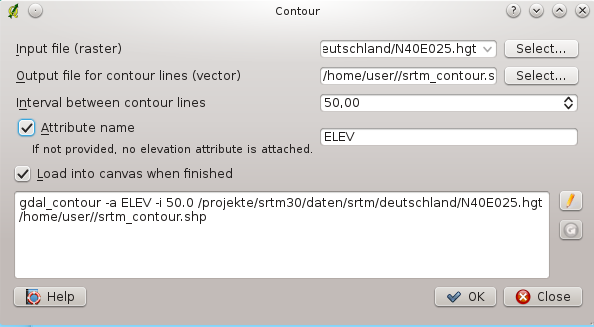 Contour
Input file (raster)
eutschland/N40E025.hgt
Select...
Output file for contour lines (vector)
/home/user//srtm_contour.s
Select...
Interval between contour lines
50,00
Attribute name
If not provided, no elevation attribute is attached.
ELEV
Load into canvas when finished
gdal_contour -a ELEV -i 50.0 /projekte/srtm30/daten/srtm/deutschland/N40E025.hgt
/home/user//srtm_contour.shp
Help
OK
Close